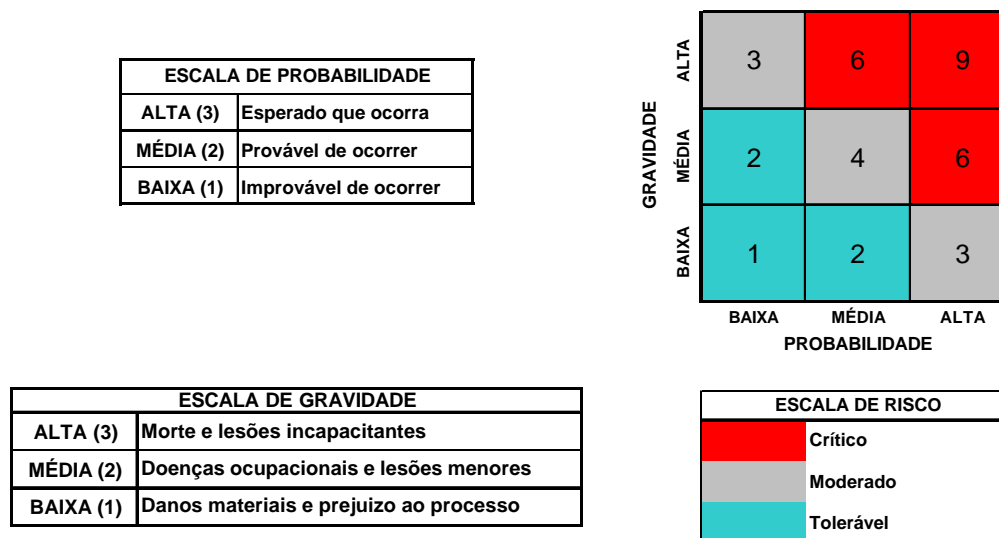 ESCALA DE PROBABILIDADE
ALTA (3) Esperado que ocorra
MÉDIA (2) Provável de ocorrer
BAIXA (1) Improvável de ocorrer
GRAVIDADE
ALTA 3 6 9
MÉDIA 2 4 6
BAIXA 1 2 3
BAIXA MÉDIA ALTA
PROBABILIDADE
ESCALA DE GRAVIDADE
ALTA (3) Morte e lesões incapacitantes
MÉDIA (2) Doenças ocupacionais e lesões menores
BAIXA (1) Danos materiais e prejuizo ao processo
ESCALA DE RISCO
Crítico
Moderado
Tolerável